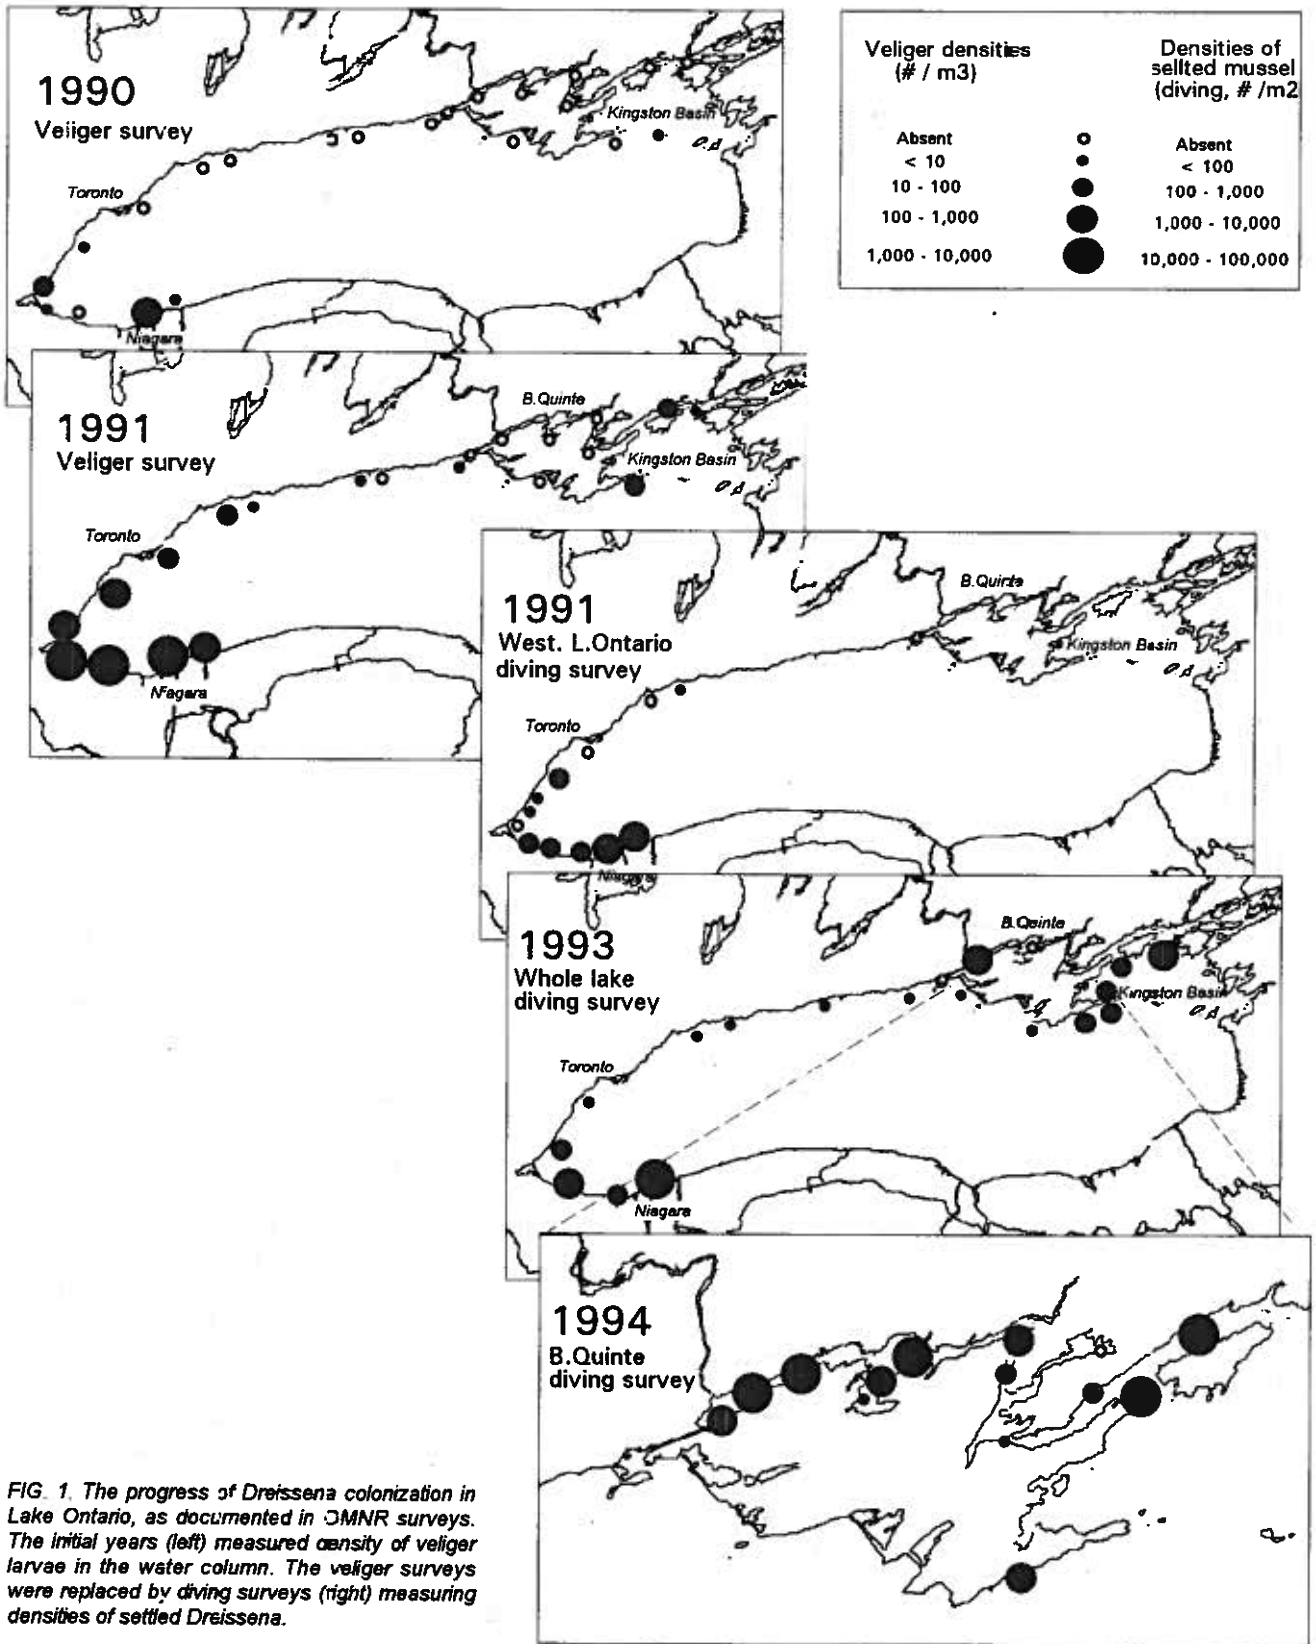 1990
Veliger survey
Toronto
Kingston Basin
Niagara
Veliger densities
(# / m3)
Densities of
sellted mussel
(diving, # /m2
Absent
Absent
< 10
< 100
10 - 100
100 - 1,000
100 - 1,000
1,000 - 10,000
1,000 - 10,000
10,000 - 100,000
1991
Veliger survey
B.Quinte
Kingston Basin
Toronto
Niagara
1991
West. L.Ontario
diving survey
B.Quinte
Kingston Basin
Toronto
Niagara
1993
Whole lake
diving survey
B.Quinte
Kingston Basin
Toronto
Niagara
1994
B.Quinte
diving survey
FIG. 1. The progress of Dreissena colonization in
Lake Ontario, as documented in OMNR surveys.
The initial years (left) measured density of veliger
larvae in the water column. The veliger surveys
were replaced by diving surveys (right) measuring
densities of settled Dreissena.